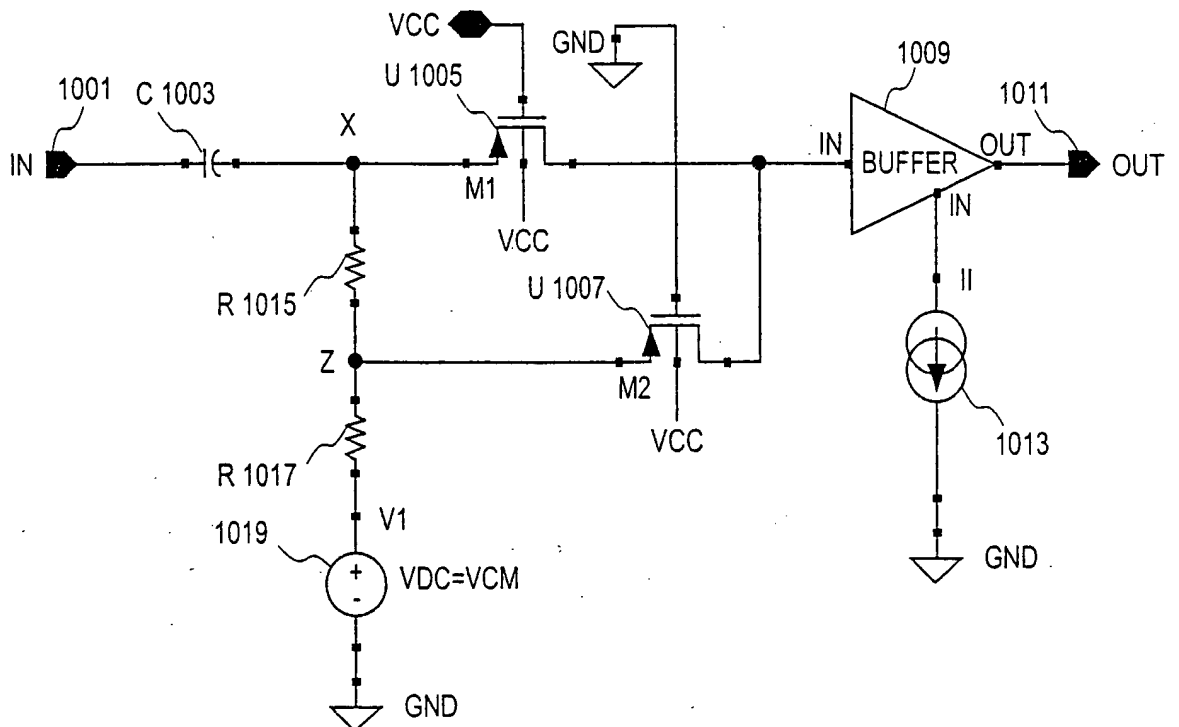 VCC
GND
1009
U 1005
1001
C 1003
1011
X
IN
IN
BUFFER
OUT
OUT
M1
IN
VCC
R 1015
U 1007
II
Z
M2
VCC
1013
R 1017
V1
1019
+
-
VDC=VCM
GND
GND